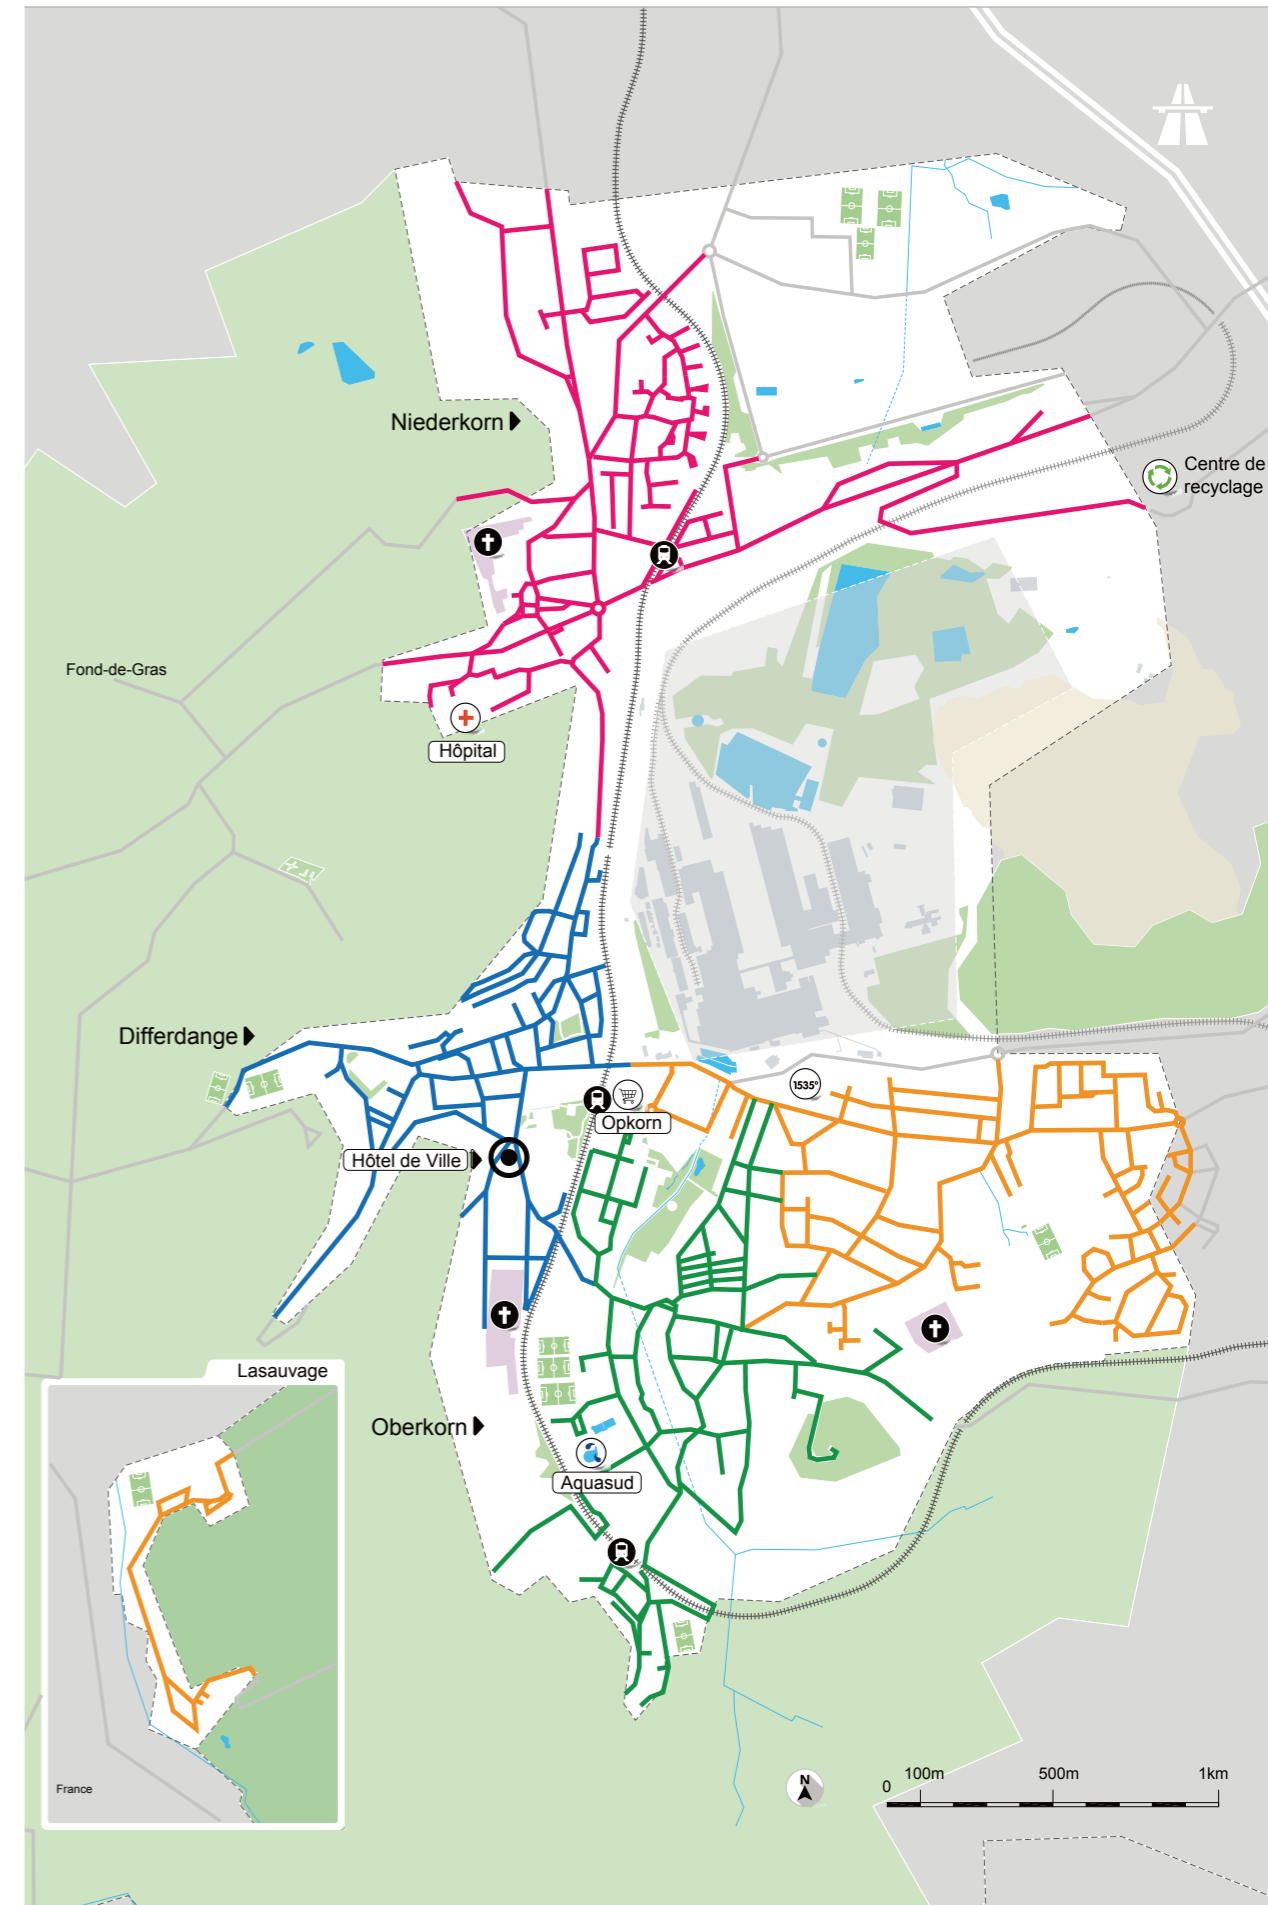 Niederkorn
Centre de
recyclage
Fond-de-Gras
Hôpital
Differdange
1535°
Opkorn
Hôtel de Ville
Lasauvage
Oberkorn
Aquasud
France
N
0 100m 500m 1km